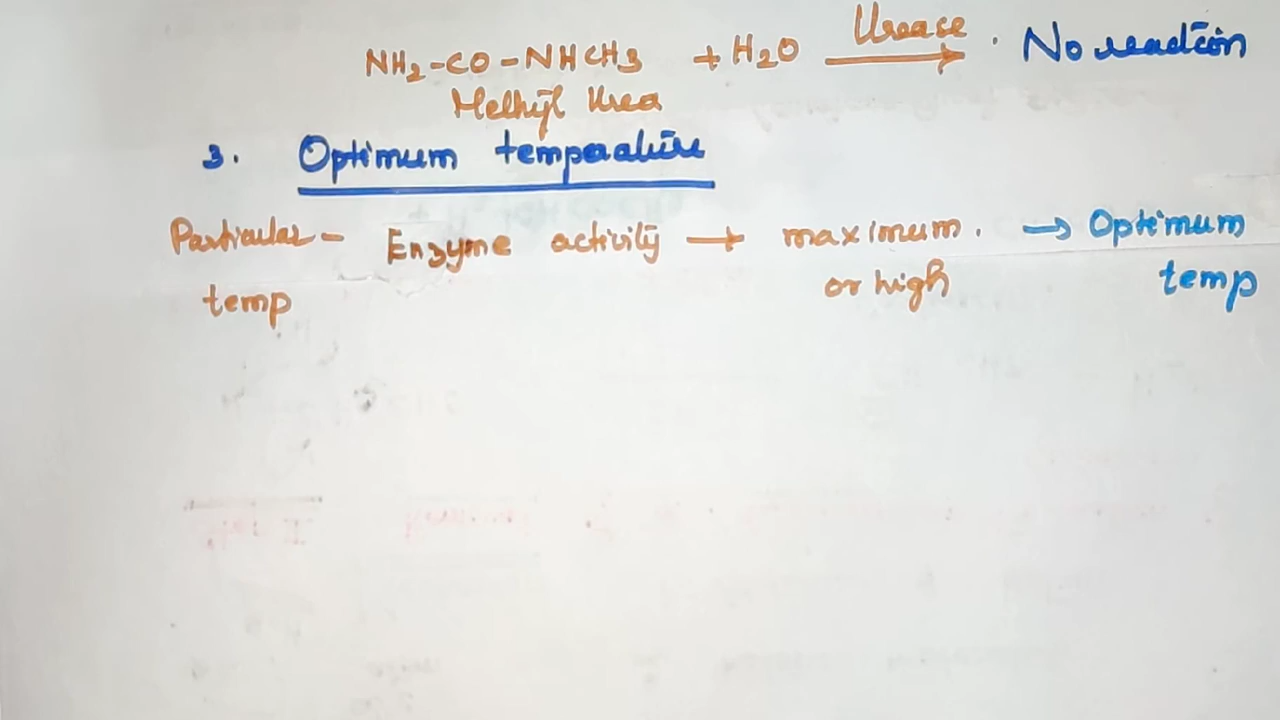 NH2-CO-NHCH3 + H2O Urease → No reaction
Methyl Urea
3. Optimum temperature
Particular - Enzyme activity → maximum. → Optimum
temp or high temp